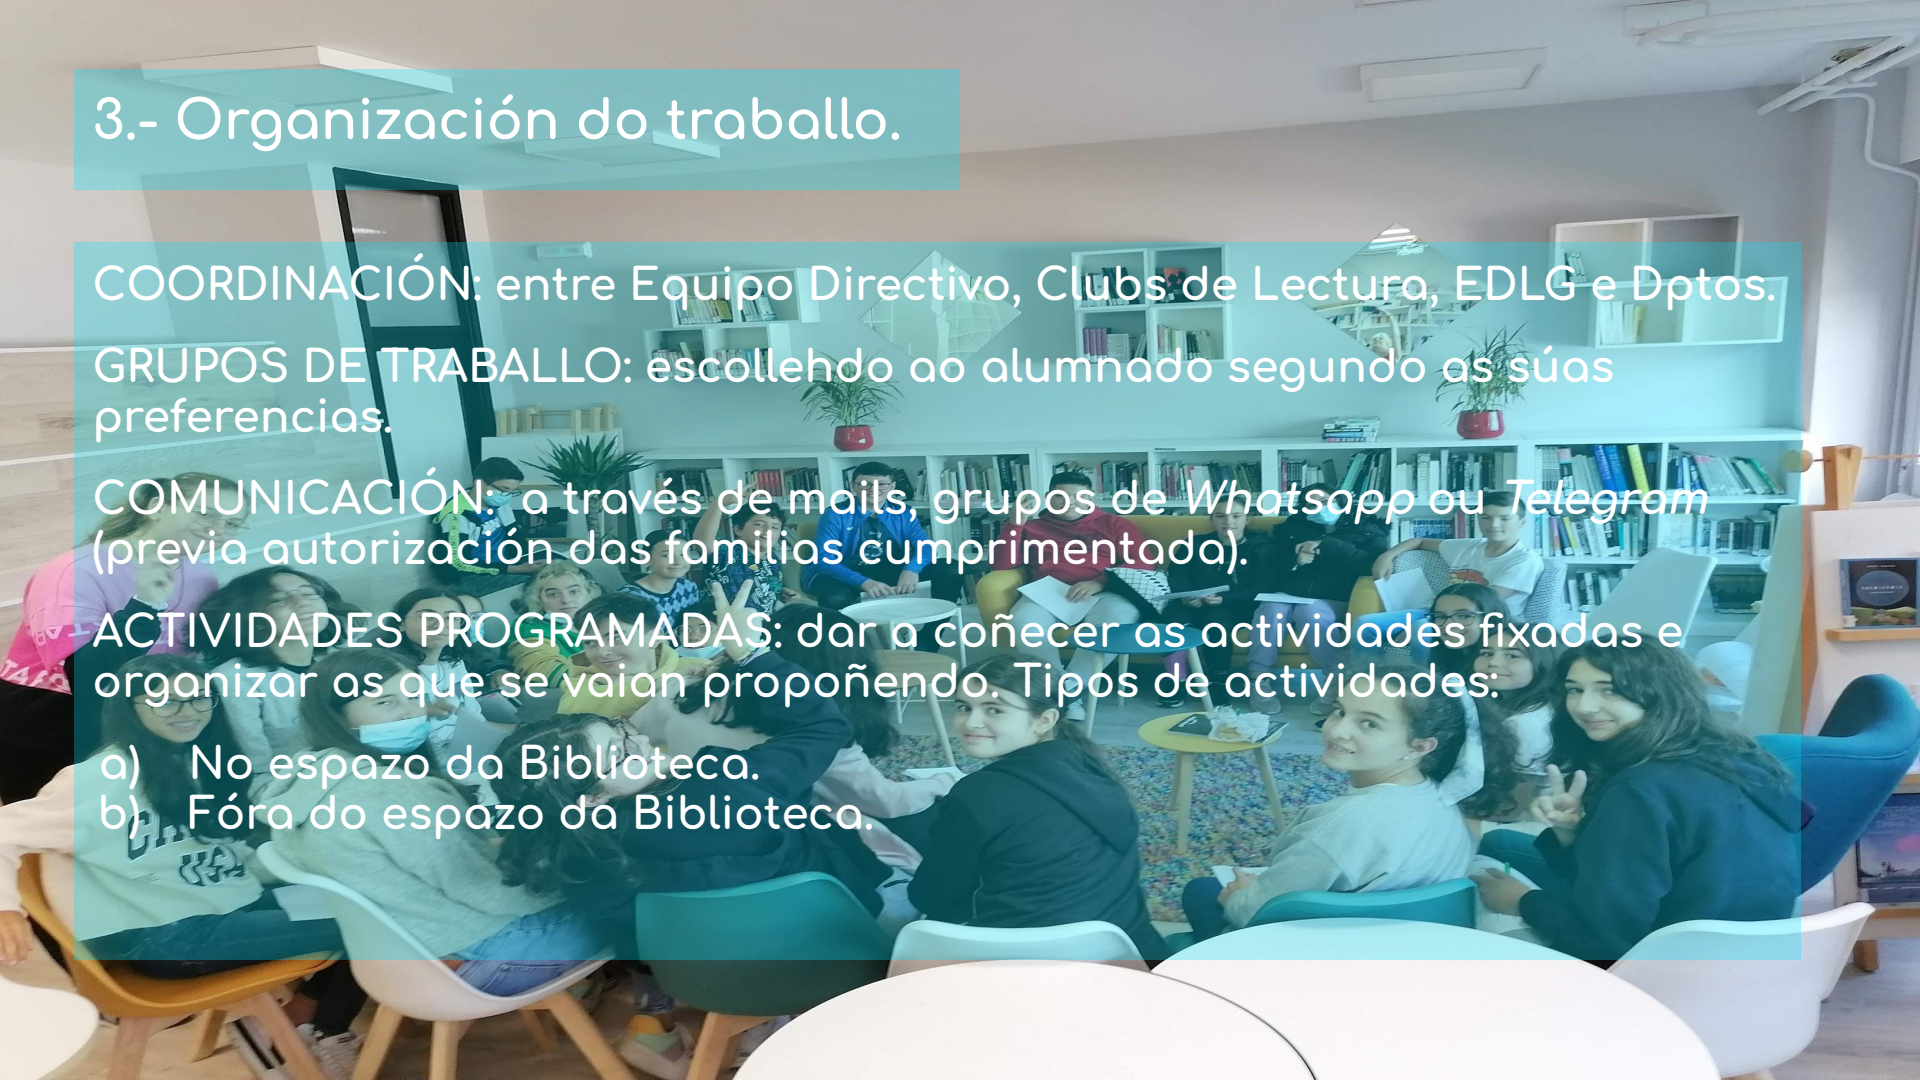 3.- Organización do traballo.
COORDINACIÓN: entre Equipo Directivo, Clubs de Lectura, EDLG e Dptos.
GRUPOS DE TRABALLO: escollehdo ao alumnado segundo as súas
preferencias.
COMUNICACIÓN: a través de mails, grupos de Whatsapp ou Telegram
(previa autorización das familias cumprimentada).
ACTIVIDADES PROGRAMADAS: dar a coñecer as actividades fixadas e
organizar as que se vaian propoñendo. Tipos de actividades:
a) No espazo da Biblioteca.
b) Fóra do espazo da Biblioteca.